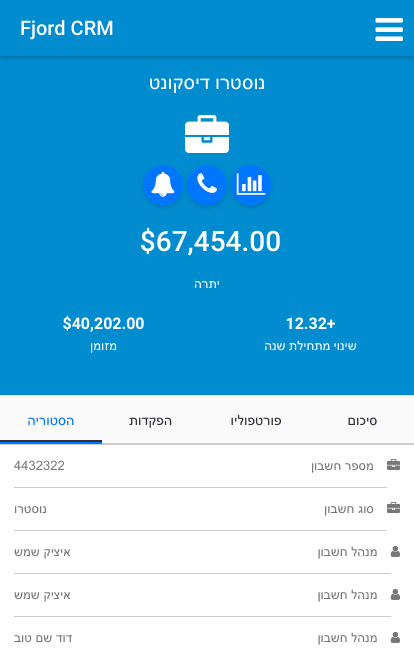 Fjord CRM
נוסטרו דיסקונט
$67,454.00
יתרה
12.32+
$40,202.00
שינוי מתחילת שנה
מזומן
סיכום
פורטפוליו
הפקדות
הסטוריה
מספר חשבון
4432322
סוג חשבון
נוסטרו
מנהל חשבון
איציק שמש
מנהל חשבון
איציק שמש
מנהל חשבון
דוד שם טוב